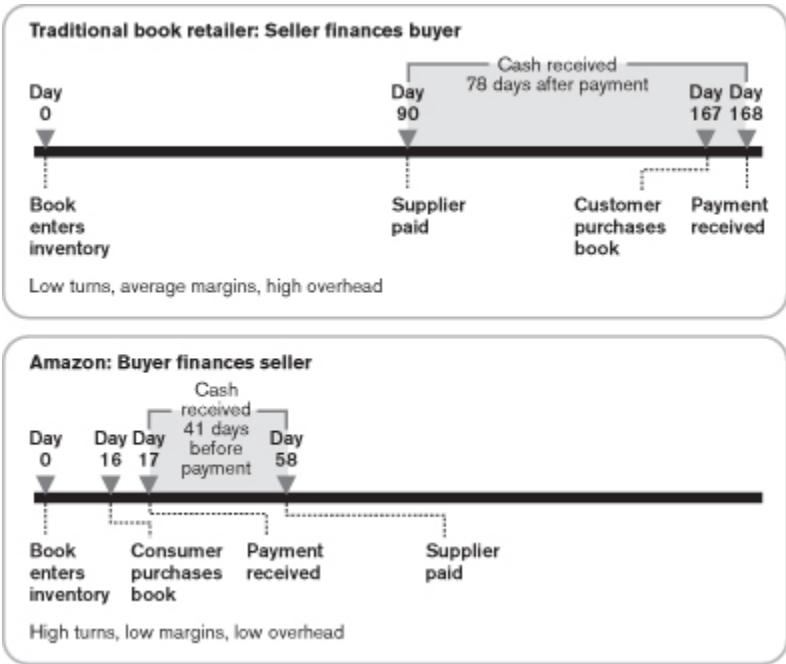 Traditional book retailer: Seller finances buyer
Cash received
78 days after payment
Day Day Day Day
0 90 167 168
Book Supplier Customer Payment
enters paid purchases received
inventory book
Low turns, average margins, high overhead
Amazon: Buyer finances seller
Cash
received
41 days
before
payment
Day Day Day Day
0 16 17 58
Book Consumer Payment Supplier
enters purchases received paid
inventory book
High turns, low margins, low overhead